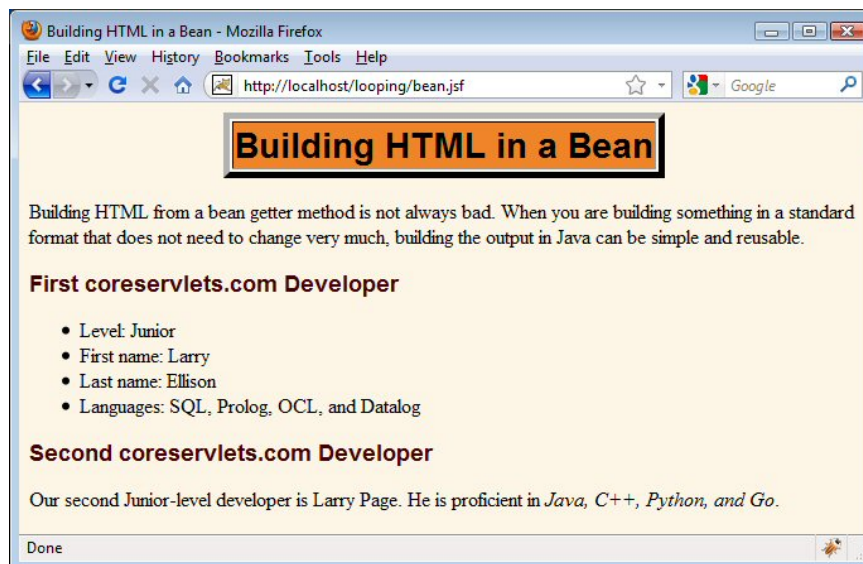 Building HTML in a Bean - Mozilla Firefox
File Edit View History Bookmarks Tools Help
http://localhost/looping/bean.jsf
Google
Building HTML in a Bean
Building HTML from a bean getter method is not always bad. When you are building something in a standard
format that does not need to change very much, building the output in Java can be simple and reusable.
First coreservlets.com Developer
• Level: Junior
• First name: Larry
• Last name: Ellison
• Languages: SQL, Prolog, OCL, and Datalog
Second coreservlets.com Developer
Our second Junior-level developer is Larry Page. He is proficient in Java, C++, Python, and Go.
Done